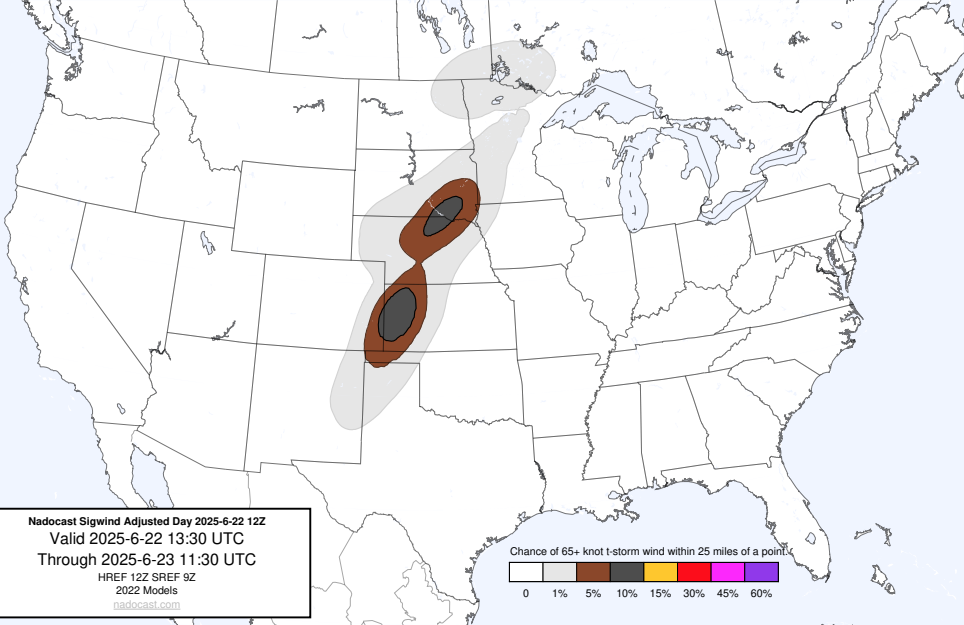 Nadocast Sigwind Adjusted Day 2025-6-22 12Z
Valid 2025-6-22 13:30 UTC
Through 2025-6-23 11:30 UTC
HREF 12Z SREF 9Z
2022 Models
nadocast.com
Chance of 65+ knot t-storm wind within 25 miles of a point.
0 1% 5% 10% 15% 30% 45% 60%